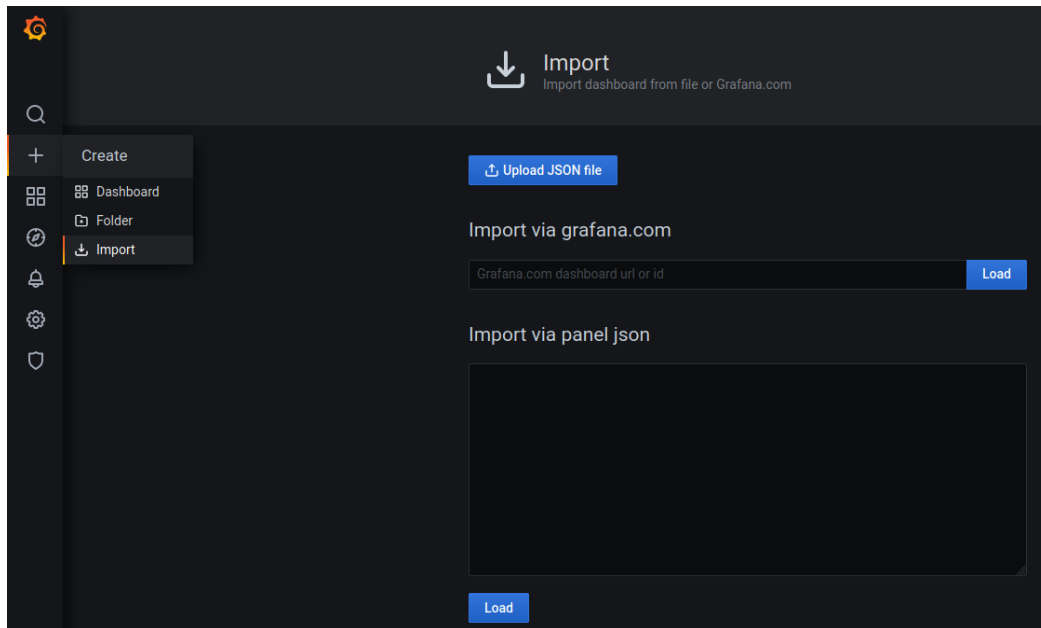 Import
Import dashboard from file or Grafana.com
Create
Dashboard
Folder
Import
Upload JSON file
Import via grafana.com
Grafana.com dashboard url or id
Load
Import via panel json
Load